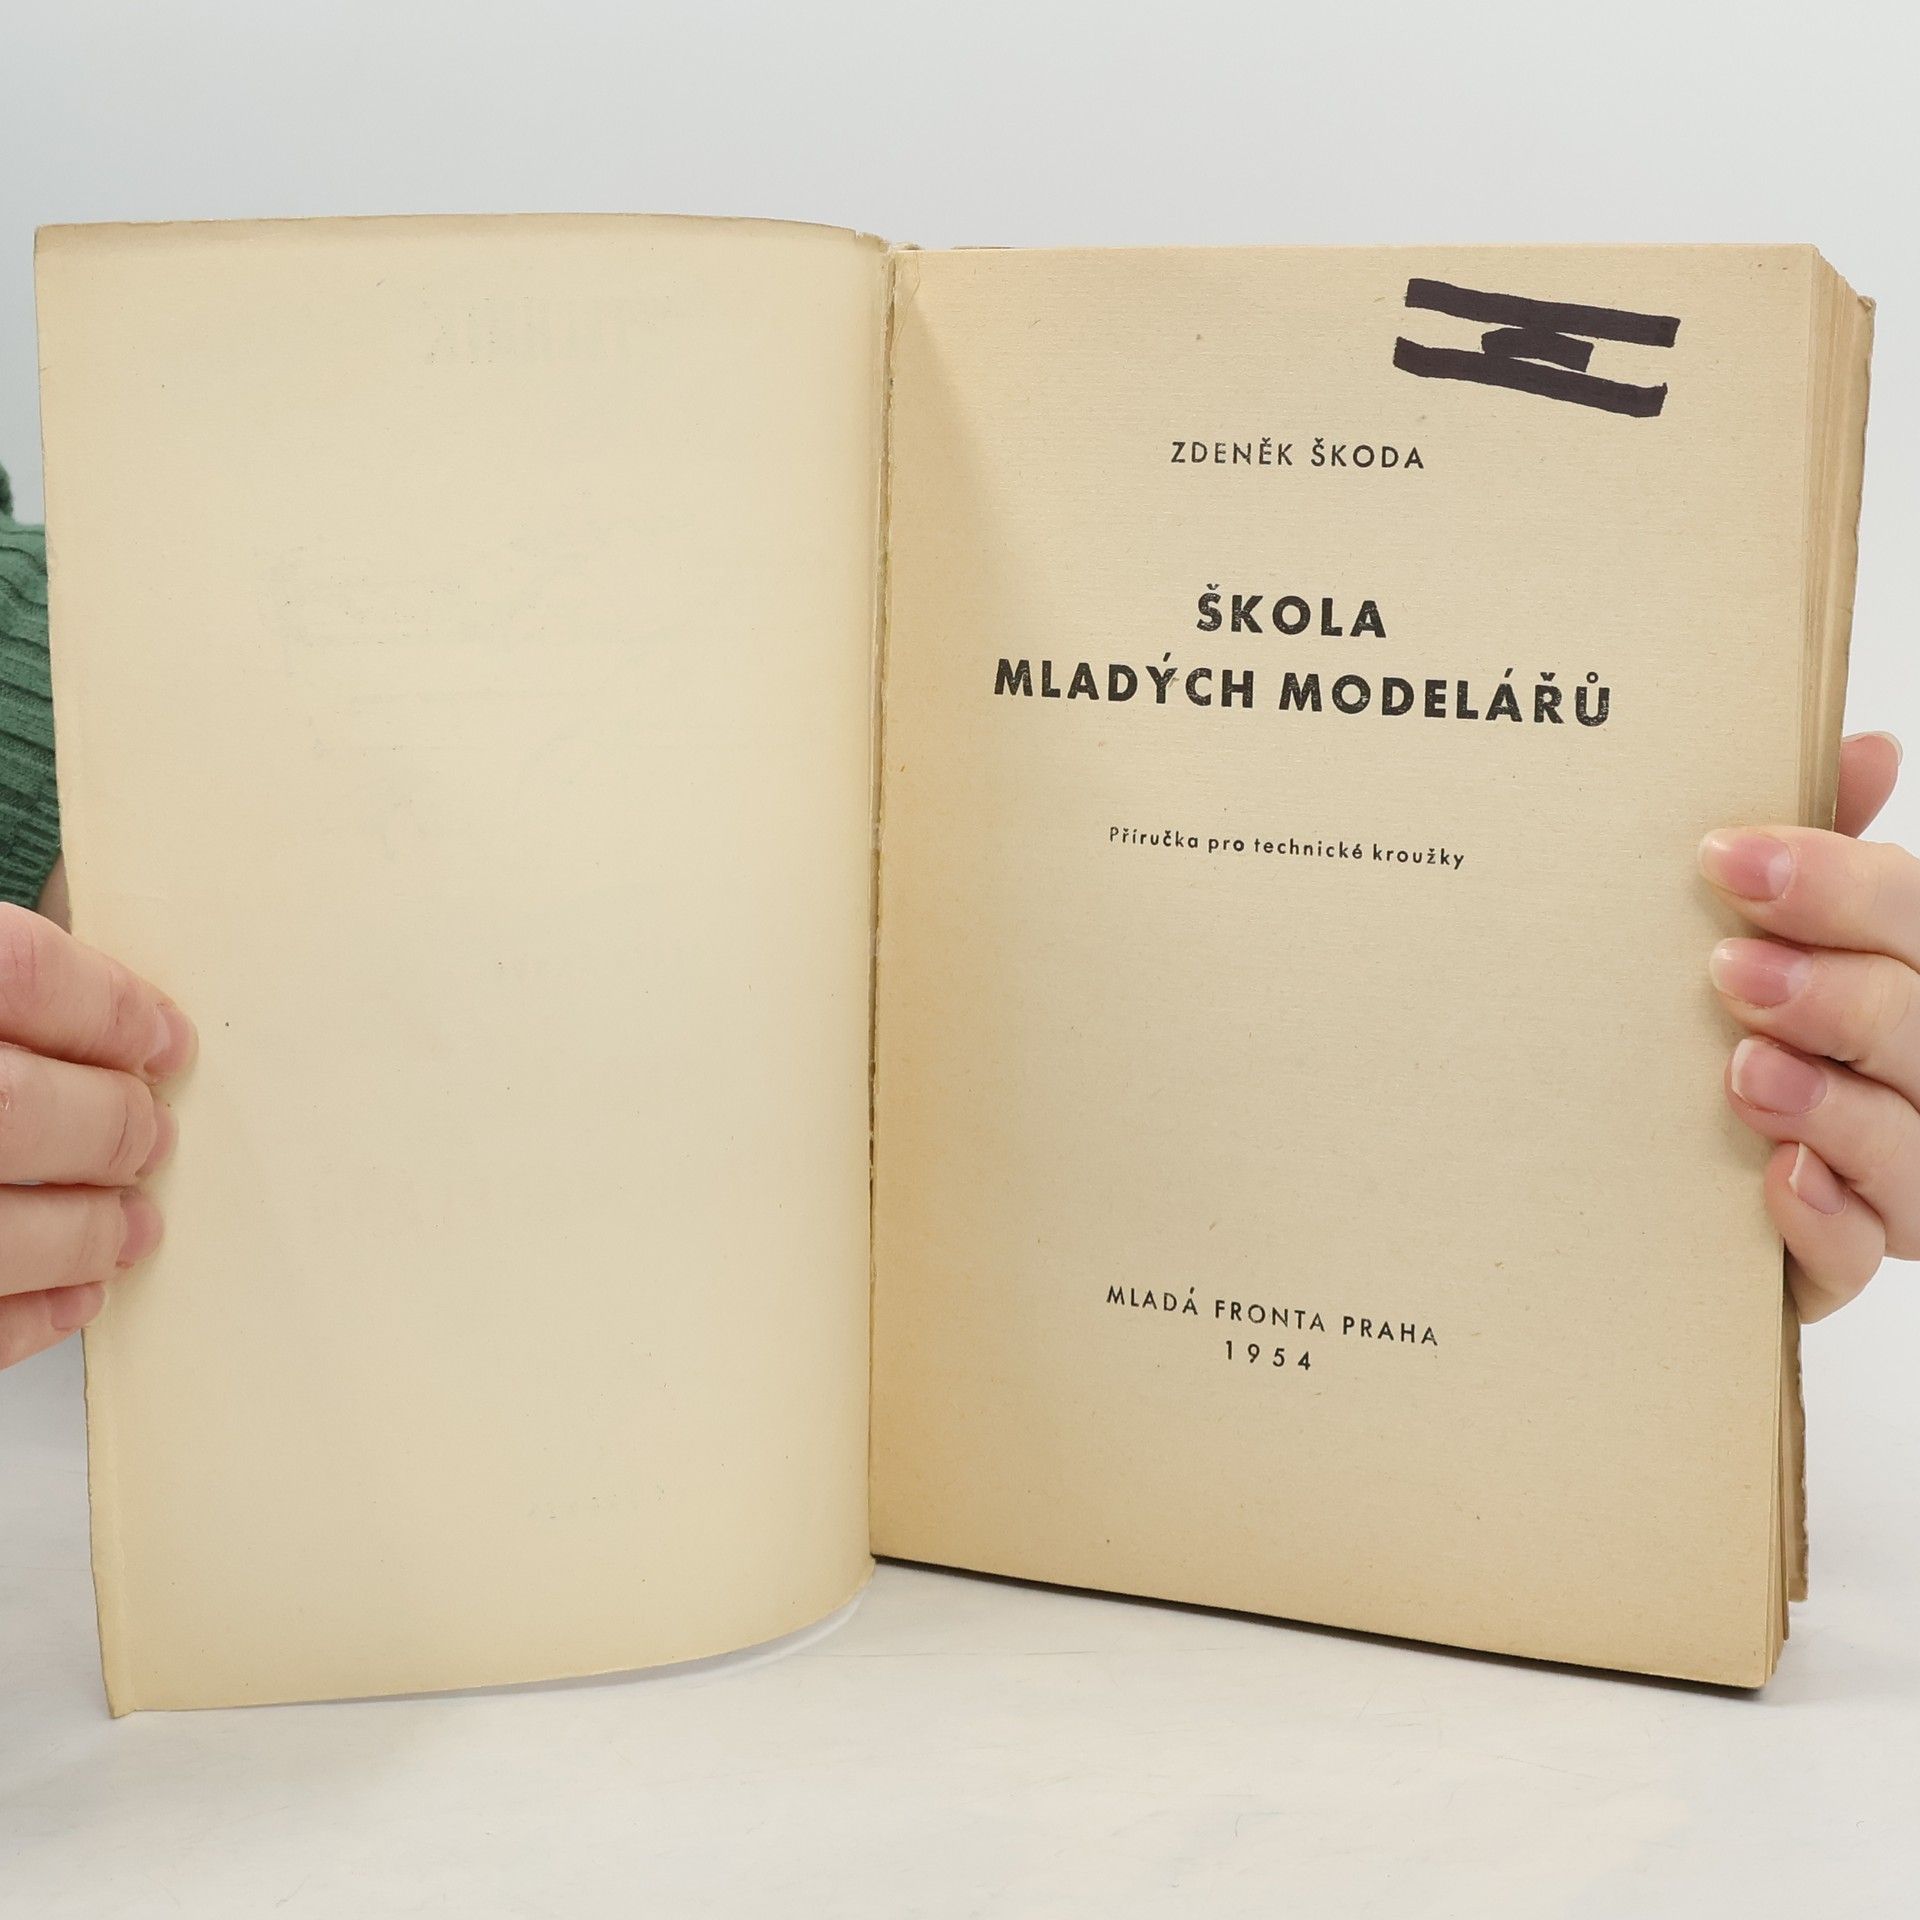 ZDENĚK ŠKODA
ŠKOLA
MLADÝCH MODELÁŘŮ
Příručka pro technické kroužky
MLADÁ FRONTA PRAHA
1954